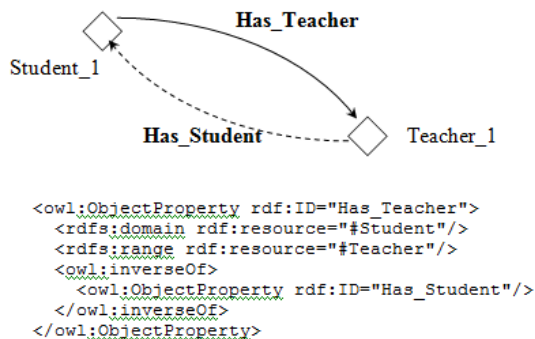 Has_Teacher
Student_1
Has_Student
Teacher_1
<owl:ObjectProperty rdf:ID="Has_Teacher">
  <rdfs:domain rdf:resource="#Student"/>
  <rdfs:range rdf:resource="#Teacher"/>
  <owl:inverseOf>
    <owl:ObjectProperty rdf:ID="Has_Student"/>
  </owl:inverseOf>
</owl:ObjectProperty>